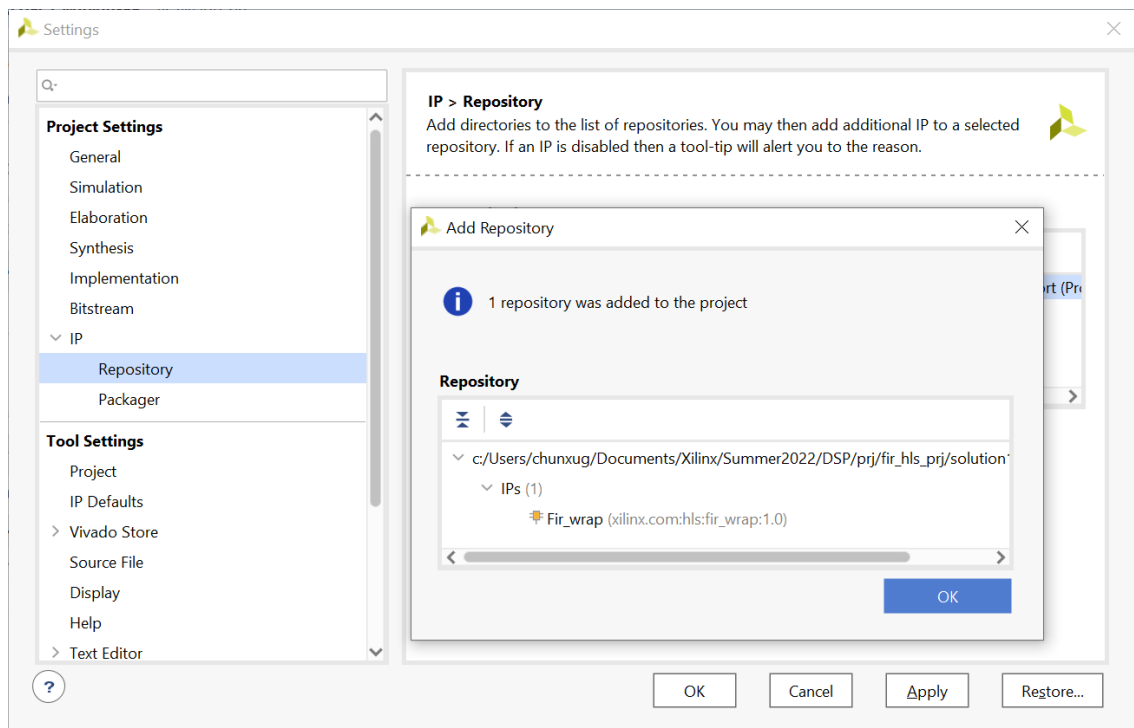 Settings
Project Settings
General
Simulation
Elaboration
Synthesis
Implementation
Bitstream
IP
Repository
Packager
Tool Settings
Project
IP Defaults
Vivado Store
Source File
Display
Help
Text Editor
IP > Repository
Add directories to the list of repositories. You may then add additional IP to a selected
repository. If an IP is disabled then a tool-tip will alert you to the reason.
Add Repository
1 repository was added to the project
Repository
c:/Users/chunxug/Documents/Xilinx/Summer2022/DSP/prj/fir_hls_prj/solution
IPs (1)
Fir_wrap (xilinx.com:hls:fir_wrap:1.0)
OK
?
OK
Cancel
Apply
Restore...